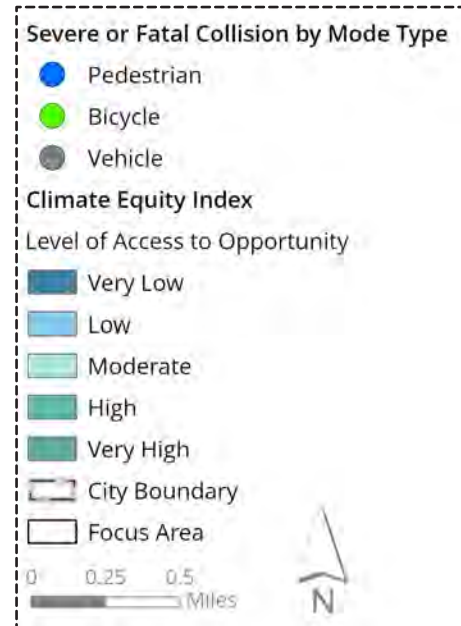 Severe or Fatal Collision by Mode Type
Pedestrian
Bicycle
Vehicle
Climate Equity Index
Level of Access to Opportunity
Very Low
Low
Moderate
High
Very High
City Boundary
Focus Area
0 0.25 0.5
Miles
N